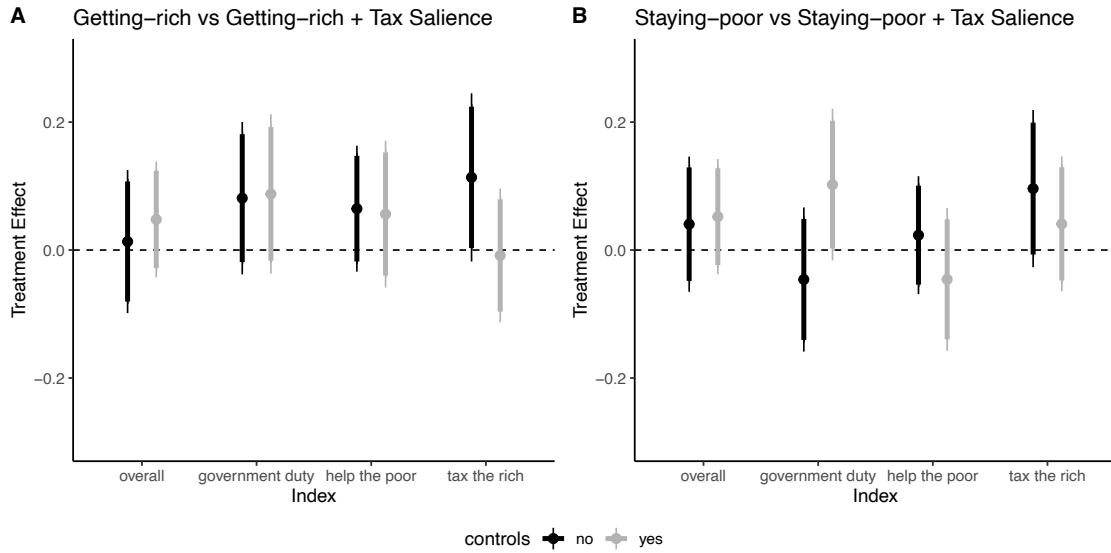 A Getting−rich vs Getting−rich + Tax Salience
Treatment Effect
0.2
0.0
−0.2
overall government duty help the poor tax the rich
Index
B Staying−poor vs Staying−poor + Tax Salience
Treatment Effect
0.2
0.0
−0.2
overall government duty help the poor tax the rich
Index
controls no yes